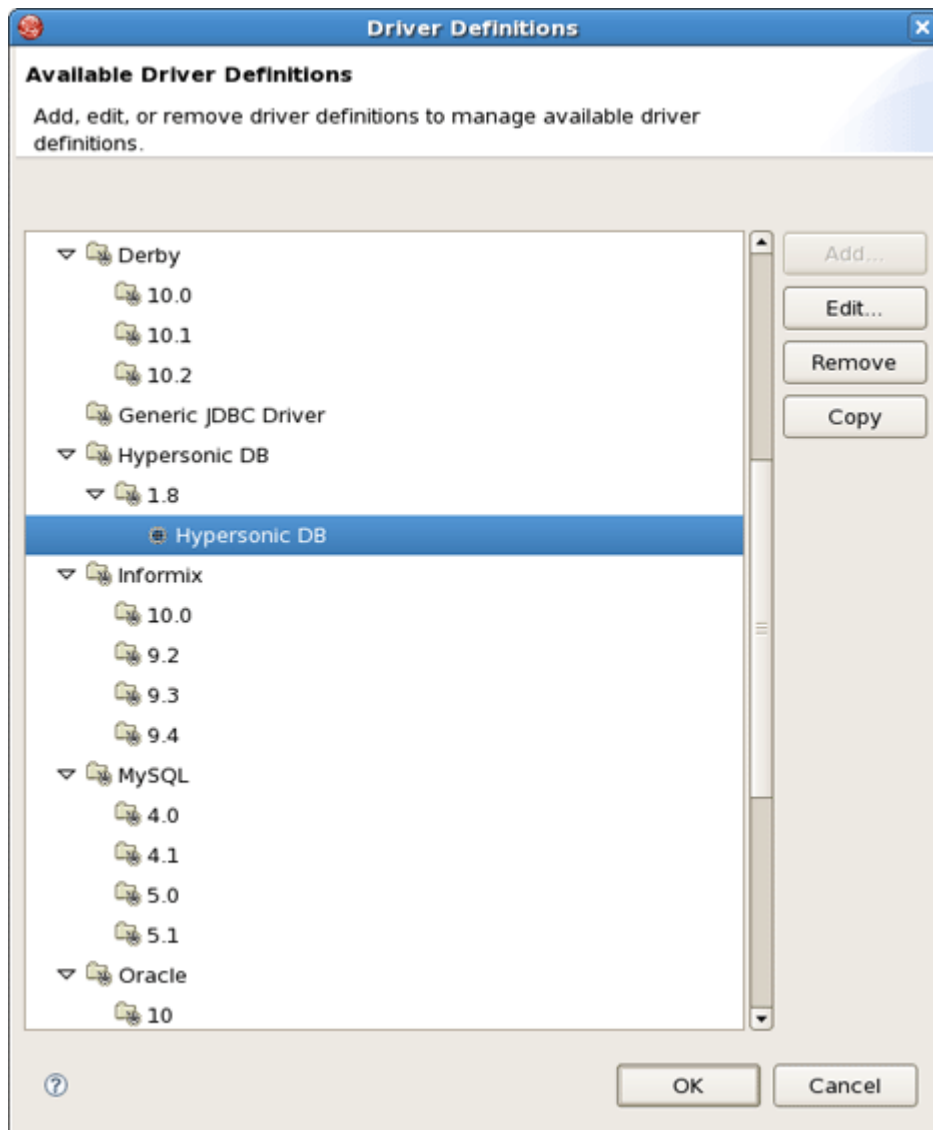 Driver Definitions
Available Driver Definitions
Add, edit, or remove driver definitions to manage available driver
definitions.
Derby
10.0
10.1
10.2
Generic JDBC Driver
Hypersonic DB
1.8
Hypersonic DB
Informix
10.0
9.2
9.3
9.4
MySQL
4.0
4.1
5.0
5.1
Oracle
10
Add...
Edit...
Remove
Copy
?
OK
Cancel